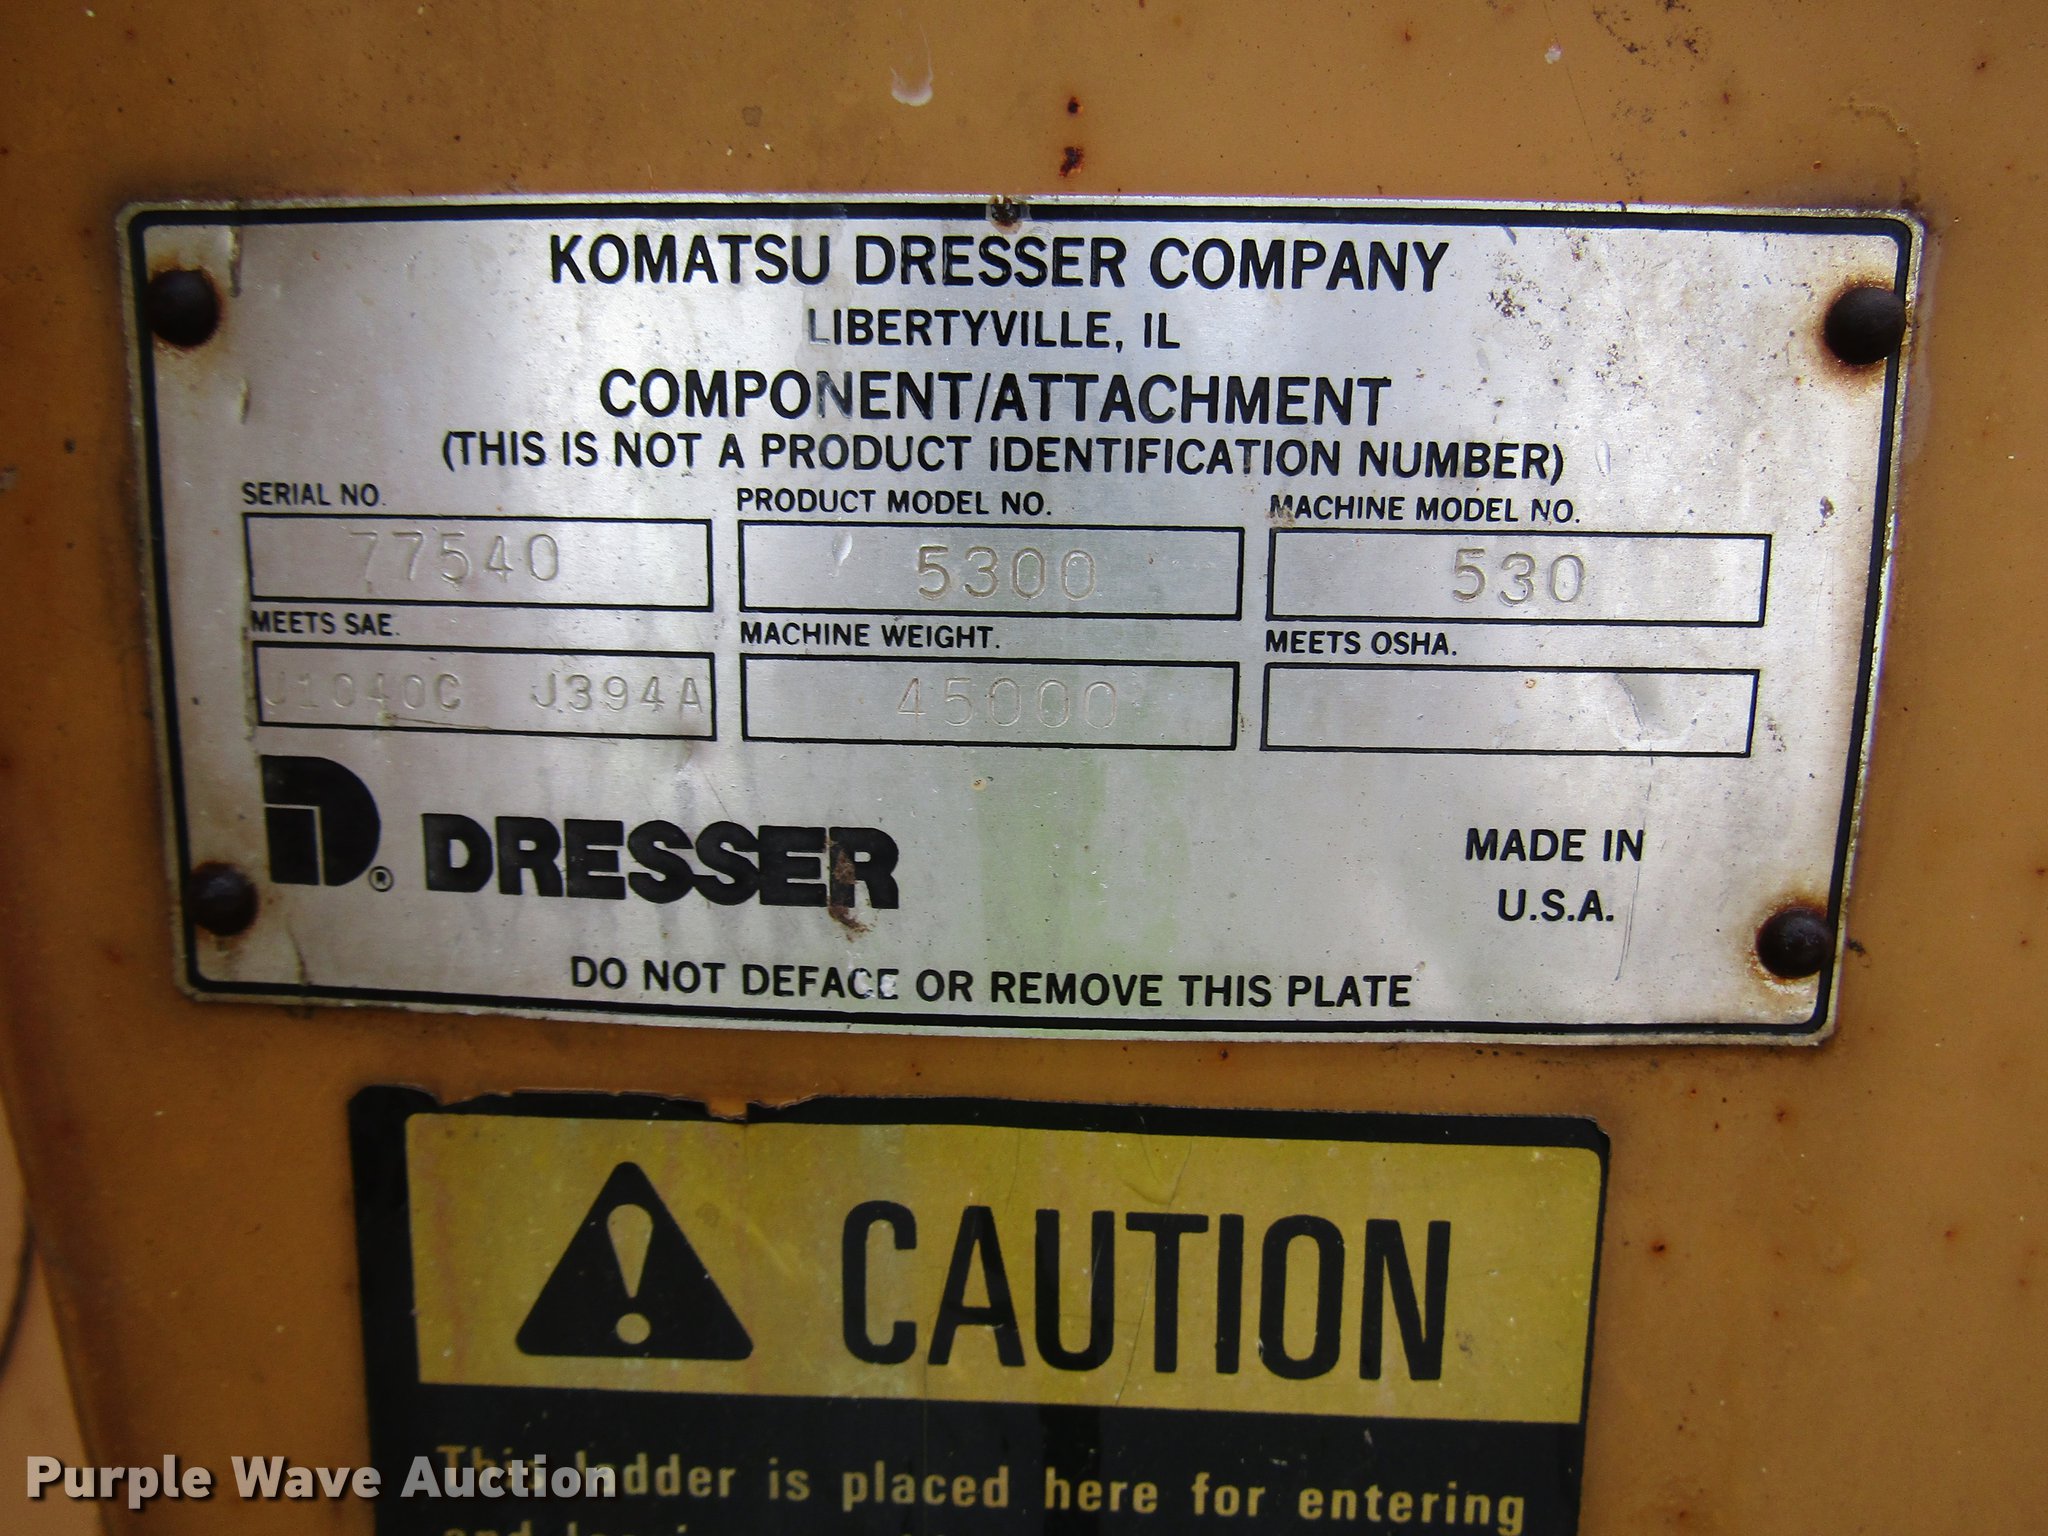 KOMATSU DRESSER COMPANY
LIBERTYVILLE, IL
COMPONENT/ATTACHMENT
(THIS IS NOT A PRODUCT IDENTIFICATION NUMBER)
SERIAL NO. PRODUCT MODEL NO. MACHINE MODEL NO.
77540 5300 530
MEETS SAE. MACHINE WEIGHT. MEETS OSHA.
J1040C J394A 45000
D® DRESSER
MADE IN
U.S.A.
DO NOT DEFACE OR REMOVE THIS PLATE
CAUTION
This ladder is placed here for entering
Purple Wave Auction